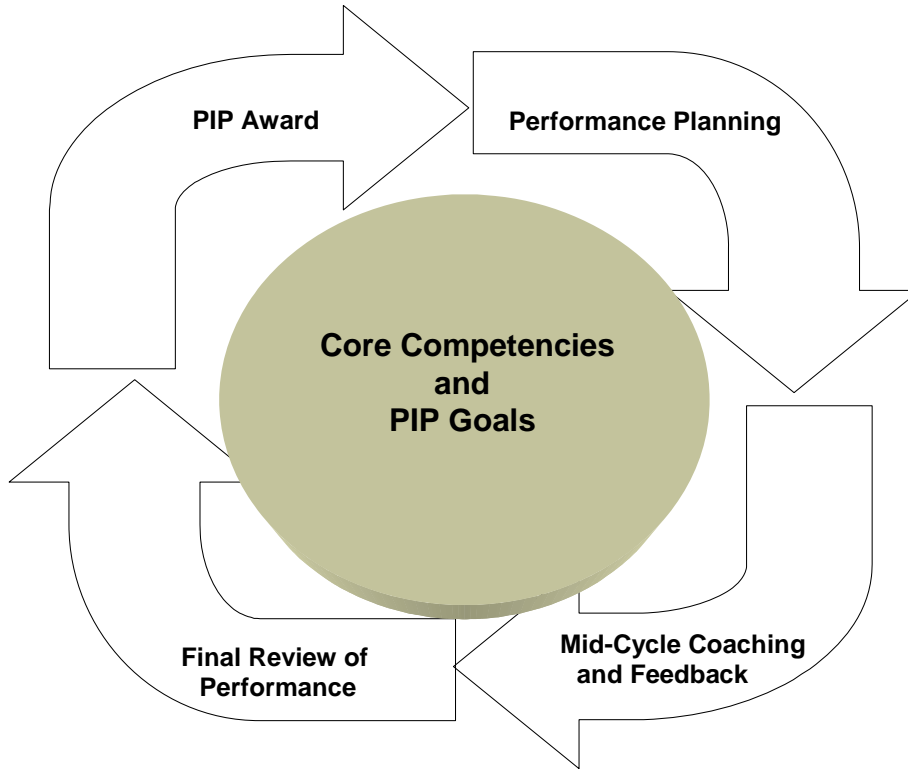 PIP Award
Performance Planning
Core Competencies
and
PIP Goals
Mid-Cycle Coaching
and Feedback
Final Review of
Performance